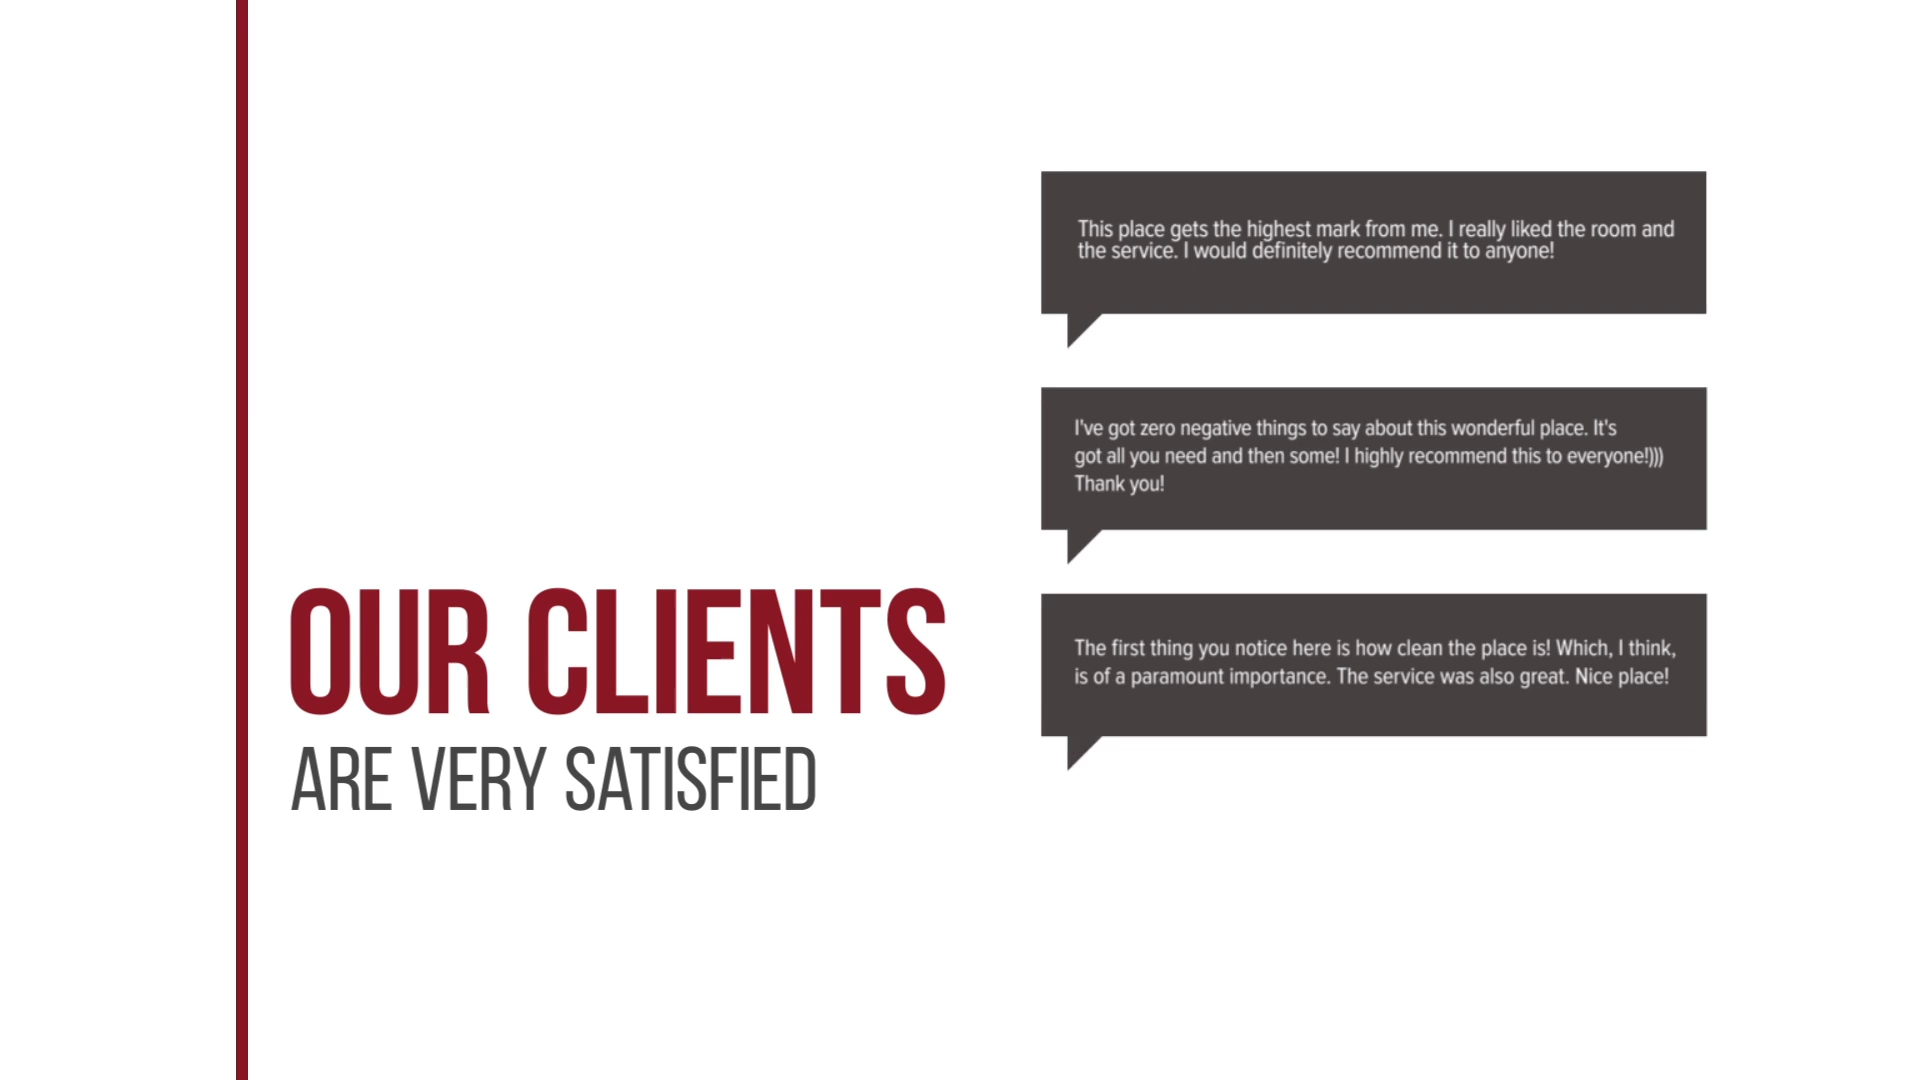 OUR CLIENTS
ARE VERY SATISFIED
This place gets the highest mark from me. I really liked the room and
the service. I would definitely recommend it to anyone!
I've got zero negative things to say about this wonderful place. It's
got all you need and then some! I highly recommend this to everyone!)))
Thank you!
The first thing you notice here is how clean the place is! Which, I think,
is of a paramount importance. The service was also great. Nice place!